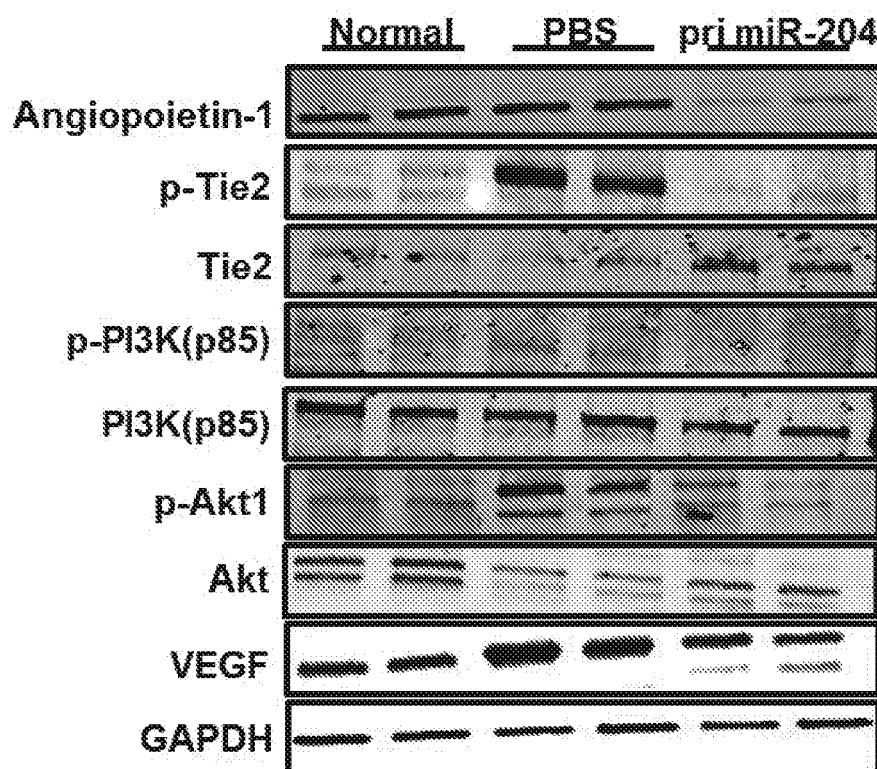 Normal PBS pri miR-204
Angiopoietin-1
p-Tie2
Tie2
p-PI3K(p85)
PI3K(p85)
p-Akt1
Akt
VEGF
GAPDH